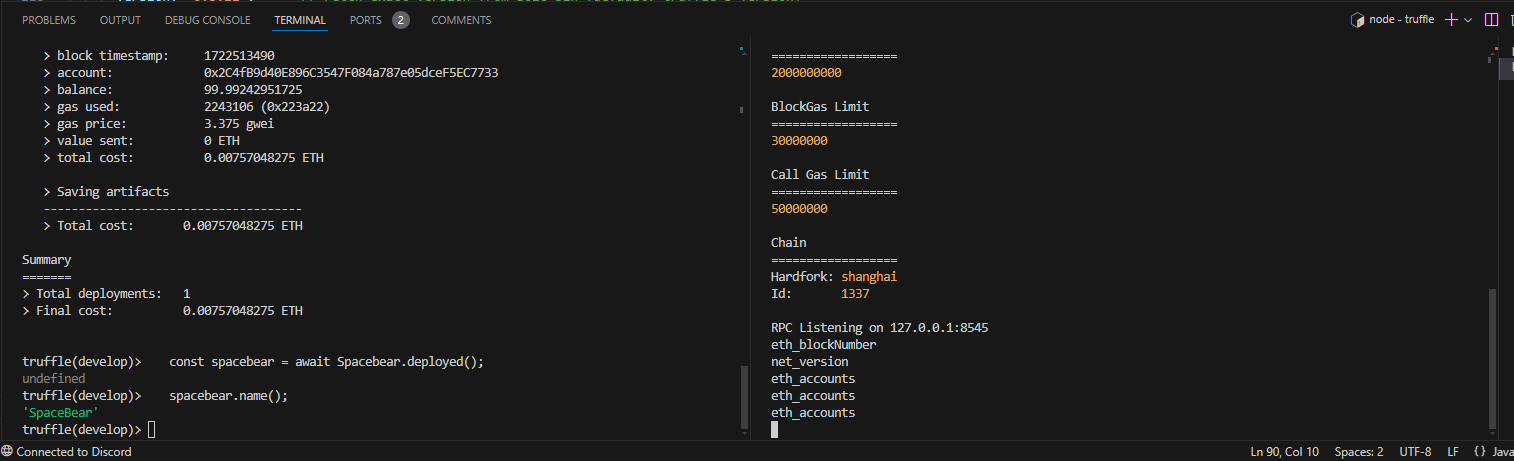 PROBLEMS OUTPUT DEBUG CONSOLE TERMINAL PORTS 2 COMMENTS
node - truffle
> block timestamp: 1722513490
> account: 0x2C4fB9d40E896C3547F084a787e05dceF5EC7733
> balance: 99.99242951725
> gas used: 2243106 (0x223a22)
> gas price: 3.375 gwei
> value sent: 0 ETH
> total cost: 0.00757048275 ETH
> Saving artifacts
-------------------------------------
> Total cost: 0.00757048275 ETH
Summary
=======
> Total deployments: 1
> Final cost: 0.00757048275 ETH
truffle(develop)> const spacebear = await Spacebear.deployed();
undefined
truffle(develop)> spacebear.name();
'SpaceBear'
truffle(develop)>
==================
2000000000
BlockGas Limit
==================
30000000
Call Gas Limit
==================
50000000
Chain
==================
Hardfork: shanghai
Id: 1337
RPC Listening on 127.0.0.1:8545
eth_blockNumber
net_version
eth_accounts
eth_accounts
eth_accounts
Connected to Discord
Ln 90, Col 10 Spaces: 2 UTF-8 LF {} Java